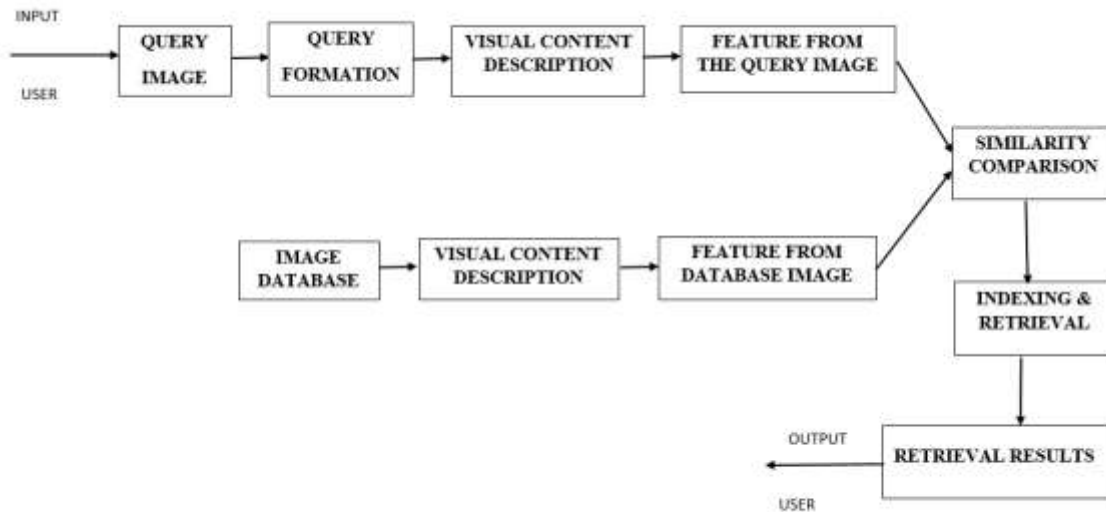 INPUT
USER
QUERY
IMAGE
QUERY
FORMATION
VISUAL CONTENT
DESCRIPTION
FEATURE FROM
THE QUERY IMAGE
SIMILARITY
COMPARISON
IMAGE
DATABASE
VISUAL CONTENT
DESCRIPTION
FEATURE FROM
DATABASE IMAGE
INDEXING &
RETRIEVAL
RETRIEVAL RESULTS
OUTPUT
USER